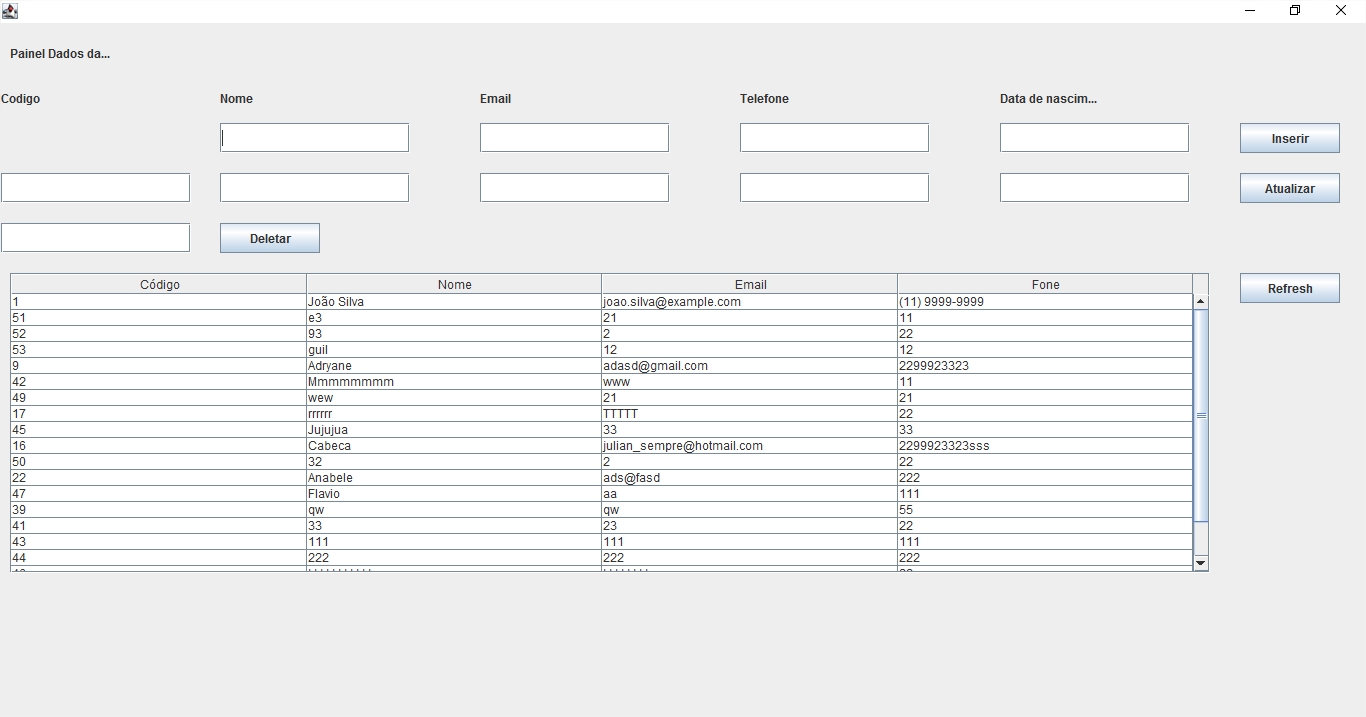 Painel Dados da...
Codigo Nome Email Telefone Data de nascim...
Inserir
Atualizar
Deletar
Código Nome Email Fone
Refresh
1 João Silva joao.silva@example.com (11) 9999-9999
51 e3 21 11
52 93 2 22
53 guil 12 12
9 Adryane adasd@gmail.com 2299923323
42 Mmmmmmmm www 11
49 wew 21 21
17 rrrrrr TTTTT 22
45 Jujujua 33 33
16 Cabeca julian_sempre@hotmail.com 2299923323sss
50 32 2 22
22 Anabele ads@fasd 222
47 Flavio aa 111
39 qw qw 55
41 33 23 22
43 111 111 111
44 222 222 222